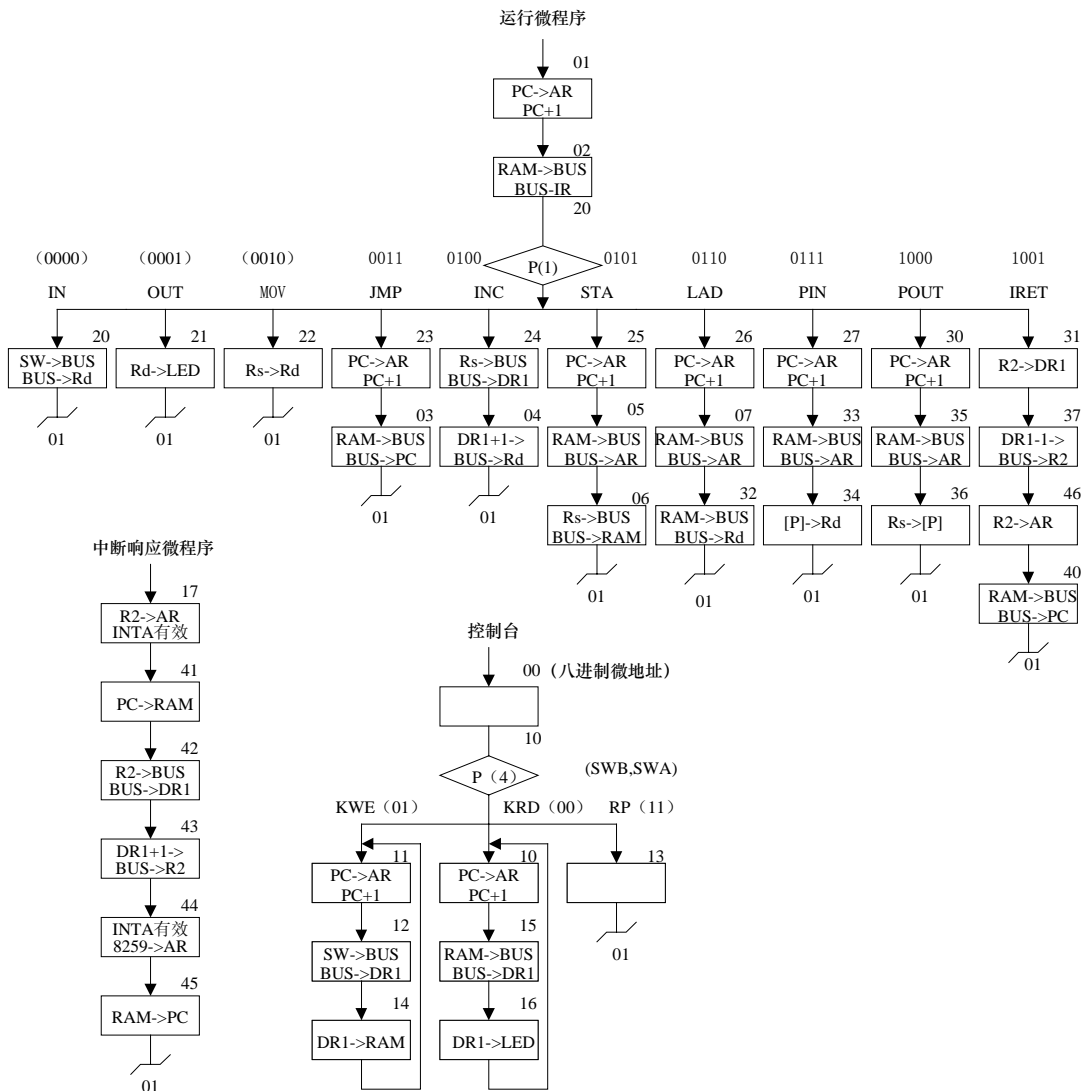 运行微程序
01
PC->AR
PC+1
02
RAM->BUS
BUS-IR
20
P(1)
（0000）
（0001）
（0010）
0011
0100
0101
0110
0111
1000
1001
IN
OUT
MOV
JMP
INC
STA
LAD
PIN
POUT
IRET
20
SW->BUS
BUS->Rd
01
21
Rd->LED
01
22
Rs->Rd
01
23
PC->AR
PC+1
03
RAM->BUS
BUS->PC
01
24
Rs->BUS
BUS->DR1
04
DR1+1->
BUS->Rd
01
25
PC->AR
PC+1
05
RAM->BUS
BUS->AR
06
Rs->BUS
BUS->RAM
01
26
PC->AR
PC+1
07
RAM->BUS
BUS->AR
32
RAM->BUS
BUS->Rd
01
27
PC->AR
PC+1
33
RAM->BUS
BUS->AR
34
[P]->Rd
01
30
PC->AR
PC+1
35
RAM->BUS
BUS->AR
36
Rs->[P]
01
31
R2->DR1
37
DR1-1->
BUS->R2
46
R2->AR
40
RAM->BUS
BUS->PC
01
中断响应微程序
17
R2->AR
INTA有效
41
PC->RAM
42
R2->BUS
BUS->DR1
43
DR1+1->
BUS->R2
44
INTA有效
8259->AR
45
RAM->PC
01
控制台
00（八进制微地址）
10
P（4）
(SWB,SWA)
KWE（01）
KRD（00）
RP（11）
11
PC->AR
PC+1
12
SW->BUS
BUS->DR1
14
DR1->RAM
10
PC->AR
PC+1
15
RAM->BUS
BUS->DR1
16
DR1->LED
13
01